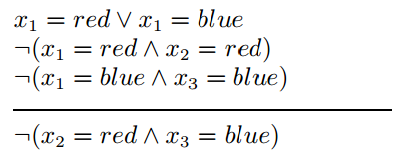 x₁ = red ∨ x₁ = blue
¬(x₁ = red ∧ x₂ = red)
¬(x₁ = blue ∧ x₃ = blue)
¬(x₂ = red ∧ x₃ = blue)